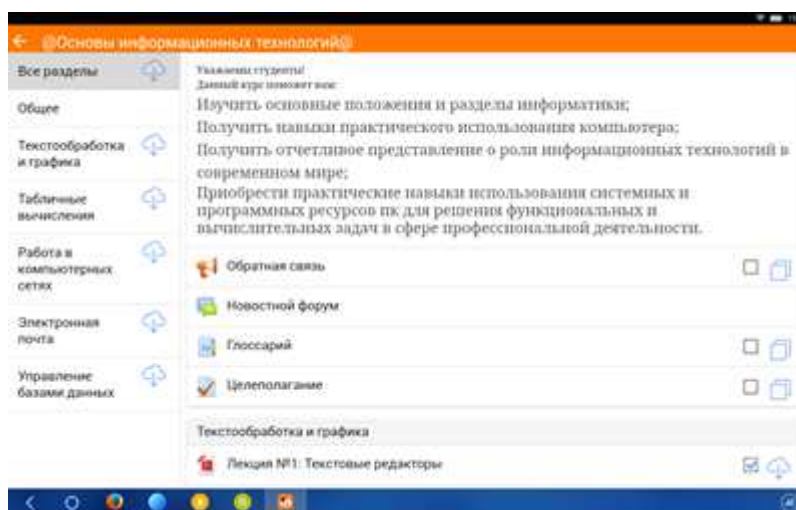 @Основы информационных технологий@
Все разделы
Общее
Текстообработка
и графика
Табличные
вычисления
Работа в
компьютерных
сетях
Электронная
почта
Управление
базами данных
Уважаемы студенты!
Данный курс поможет вам:
Изучить основные положения и разделы информатики;
Получить навыки практического использования компьютера;
Получить отчетливое представление о роли информационных технологий в
современном мире;
Приобрести практические навыки использования системных и
программных ресурсов пк для решения функциональных и
вычислительных задач в сфере профессиональной деятельности.
Обратная связь
Новостной форум
Глоссарий
Целеполагание
Текстообработка и графика
Лекция №1: Текстовые редакторы